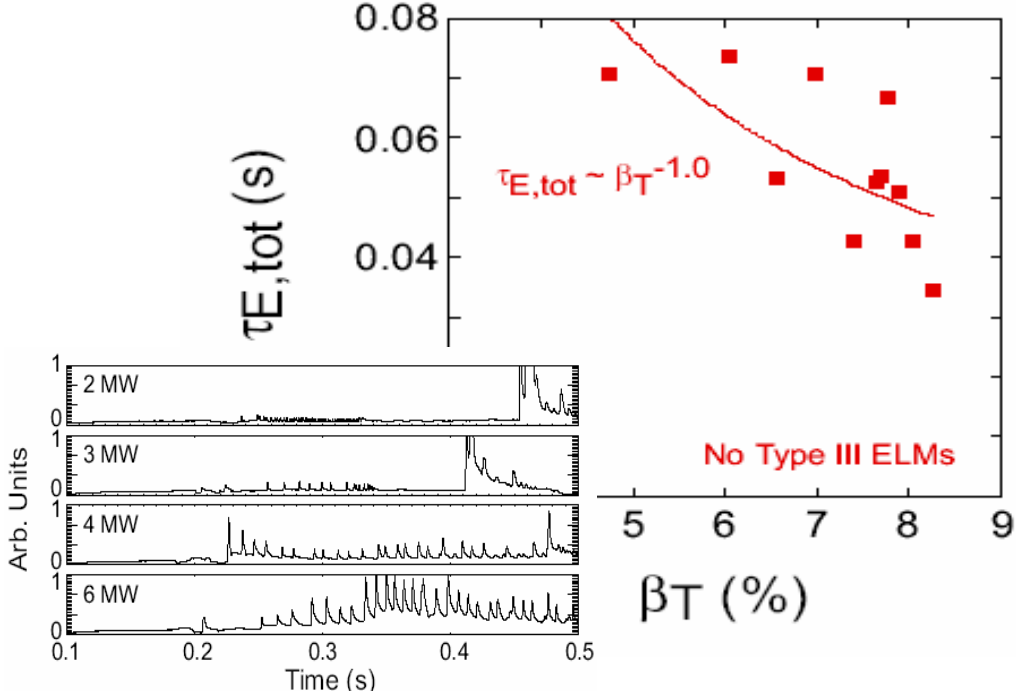 0.08
0.06
0.04
τE,tot (s)
τE,tot ~ βT-1.0
No Type III ELMs
5 6 7 8 9
βT (%)
1
2 MW
0
1
3 MW
0
1
4 MW
0
1
6 MW
0
Arb. Units
0.1 0.2 0.3 0.4 0.5
Time (s)